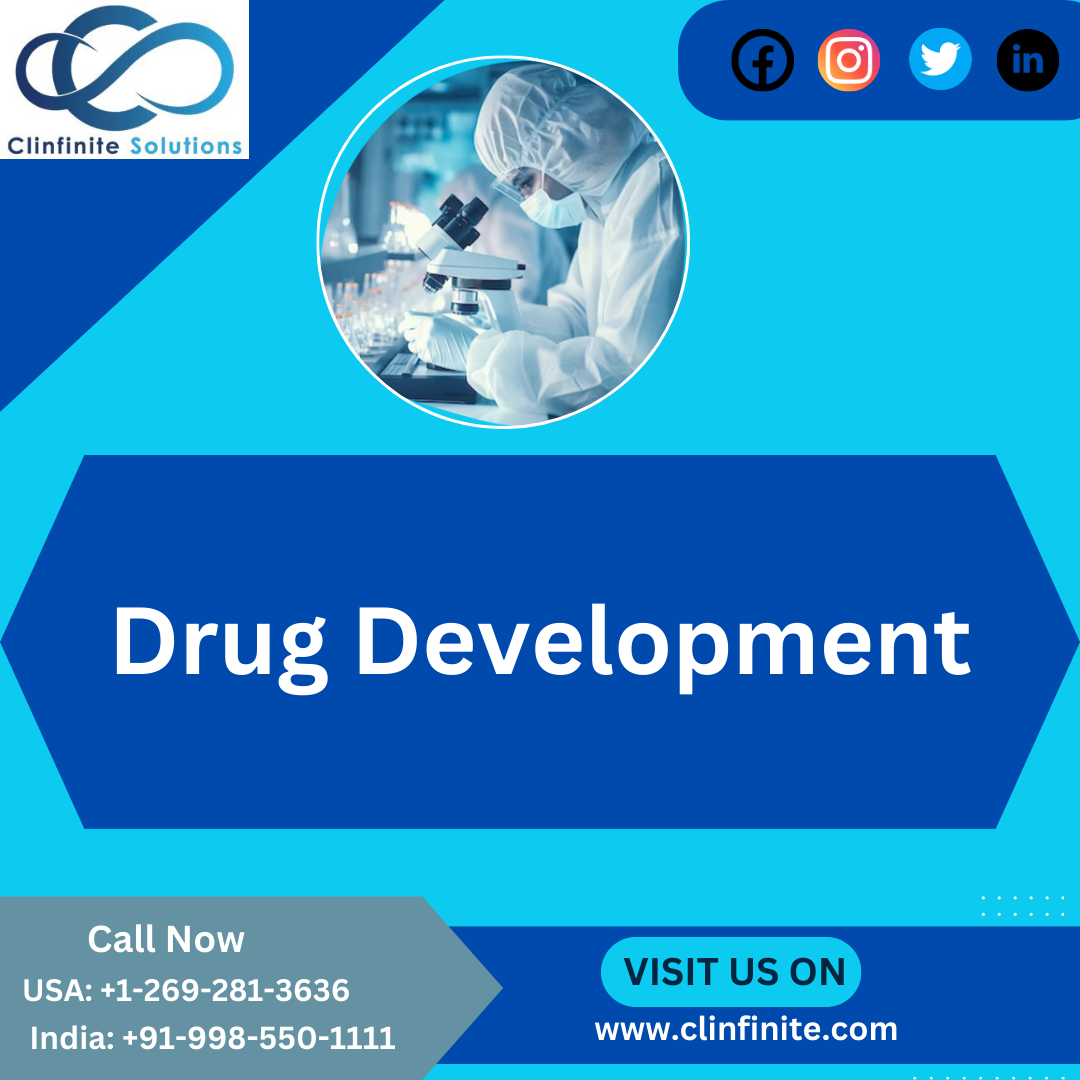 Clinfinite Solutions
in
Drug Development
Call Now
USA: +1-269-281-3636
India: +91-998-550-1111
VISIT US ON
www.clinfinite.com